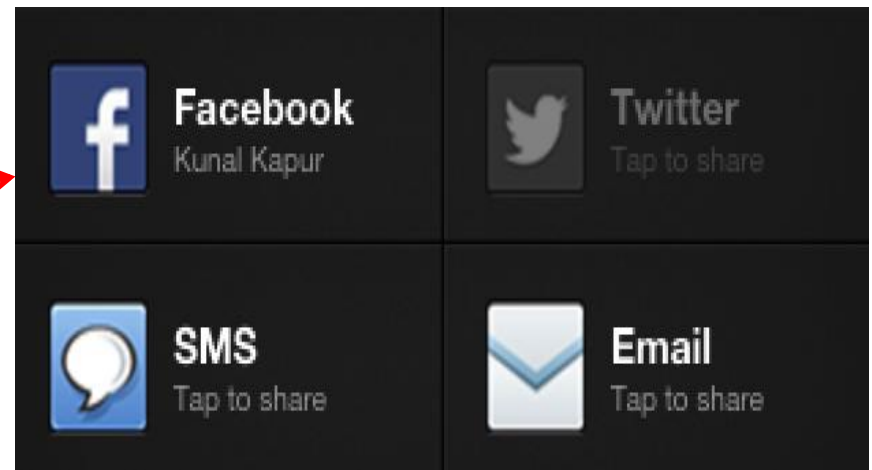 Facebook
Kunal Kapur
Twitter
Tap to share
SMS
Tap to share
Email
Tap to share